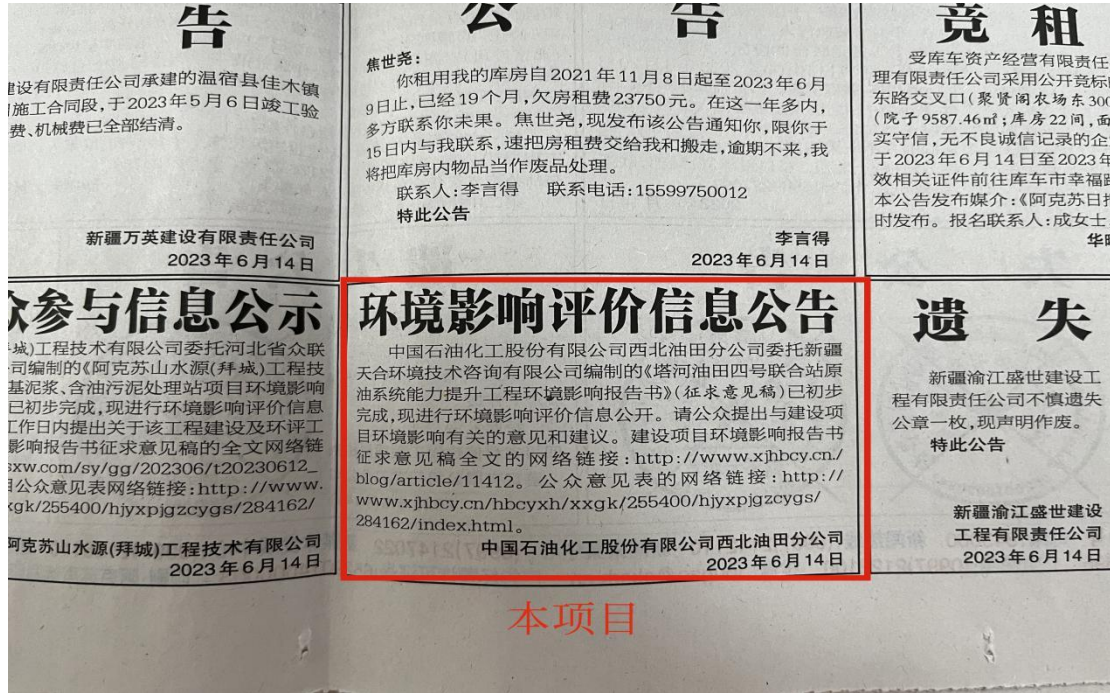 告
建设有限责任公司承建的温宿县佳木镇
施工合同段,于2023年5月6日竣工验
费、机械费已全部结清。
新疆万英建设有限责任公司
2023年6月14日
公 告
焦世尧:
你租用我的库房自2021年11月8日起至2023年6月
9日止,已经19个月,欠房租费23750元。在这一年多内,
多方联系你未果。焦世尧,现发布该公告通知你,限你于
15日内与我联系,速把房租费交给我和搬走,逾期不来,我
将把库房内物品当作废品处理。
联系人:李言得 联系电话:15599750012
特此公告
李言得
2023年6月14日
竞 租
受库车资产经营有限责任
理有限责任公司采用公开竞标
东路交叉口(聚贤阁农场东300
(院子9587.46㎡;库房22间,面
实守信,无不良诚信记录的企
于2023年6月14日至2023年
效相关证件前往库车市幸福路
本公告发布媒介:《阿克苏日报
时发布。报名联系人:成女士
华
众参与信息公示
拜城)工程技术有限公司委托河北省众联
司编制的《阿克苏山水源(拜城)工程技
基泥浆、含油污泥处理站项目环境影响
已初步完成,现进行环境影响评价信息
工作日内提出关于该工程建设及环评工
影响报告书征求意见稿的全文网络链
sxw.com/sy/gg/202306/t20230612_
公众意见表网络链接:http://www.
xgk/255400/hjyxpjgzcygs/284162/
阿克苏山水源(拜城)工程技术有限公司
2023年6月14日
环境影响评价信息公告
中国石油化工股份有限公司西北油田分公司委托新疆
天合环境技术咨询有限公司编制的《塔河油田四号联合站原
油系统能力提升工程环境影响报告书》(征求意见稿)已初步
完成,现进行环境影响评价信息公开。请公众提出与建设项
目环境影响有关的意见和建议。建设项目环境影响报告书
征求意见稿全文的网络链接:http://www.xjhbcy.cn./
blog/article/11412。公众意见表的网络链接:http://
www.xjhbcy.cn/hbcyxh/xxgk/255400/hjyxpjgzcygs/
284162/index.html。
中国石油化工股份有限公司西北油田分公司
2023年6月14日
遗 失
新疆渝江盛世建设工
程有限责任公司不慎遗失
公章一枚,现声明作废。
特此公告
新疆渝江盛世建设
工程有限责任公司
2023年6月14日
本项目